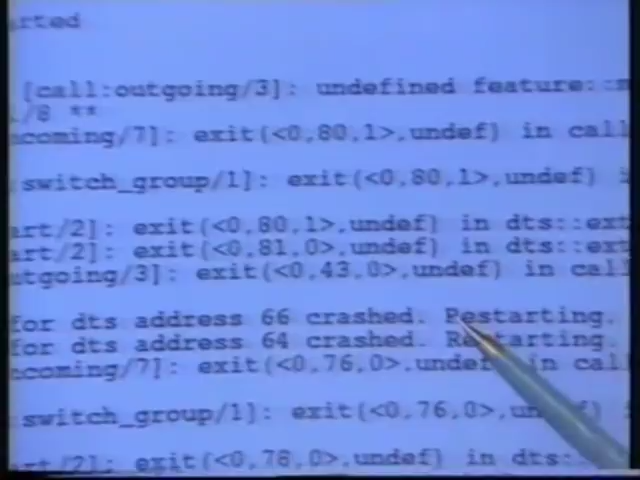 rted
[call:outgoing/3]: undefined feature::
/8 **
coming/7]: exit(<0,80,1>,undef) in call
switch_group/1]: exit(<0,80,1>,undef)
art/2]: exit(<0,80,1>,undef) in dts::ext
art/2]: exit(<0,81,0>,undef) in dts::ext
tgoing/3]: exit(<0,43,0>,undef) in call
for dts address 66 crashed. Restarting.
for dts address 64 crashed. Restarting.
coming/7]: exit(<0,76,0>,undef in call
switch_group/1]: exit(<0,76,0>,un
art/2]: exit(<0,78,0>,undef) in dts: